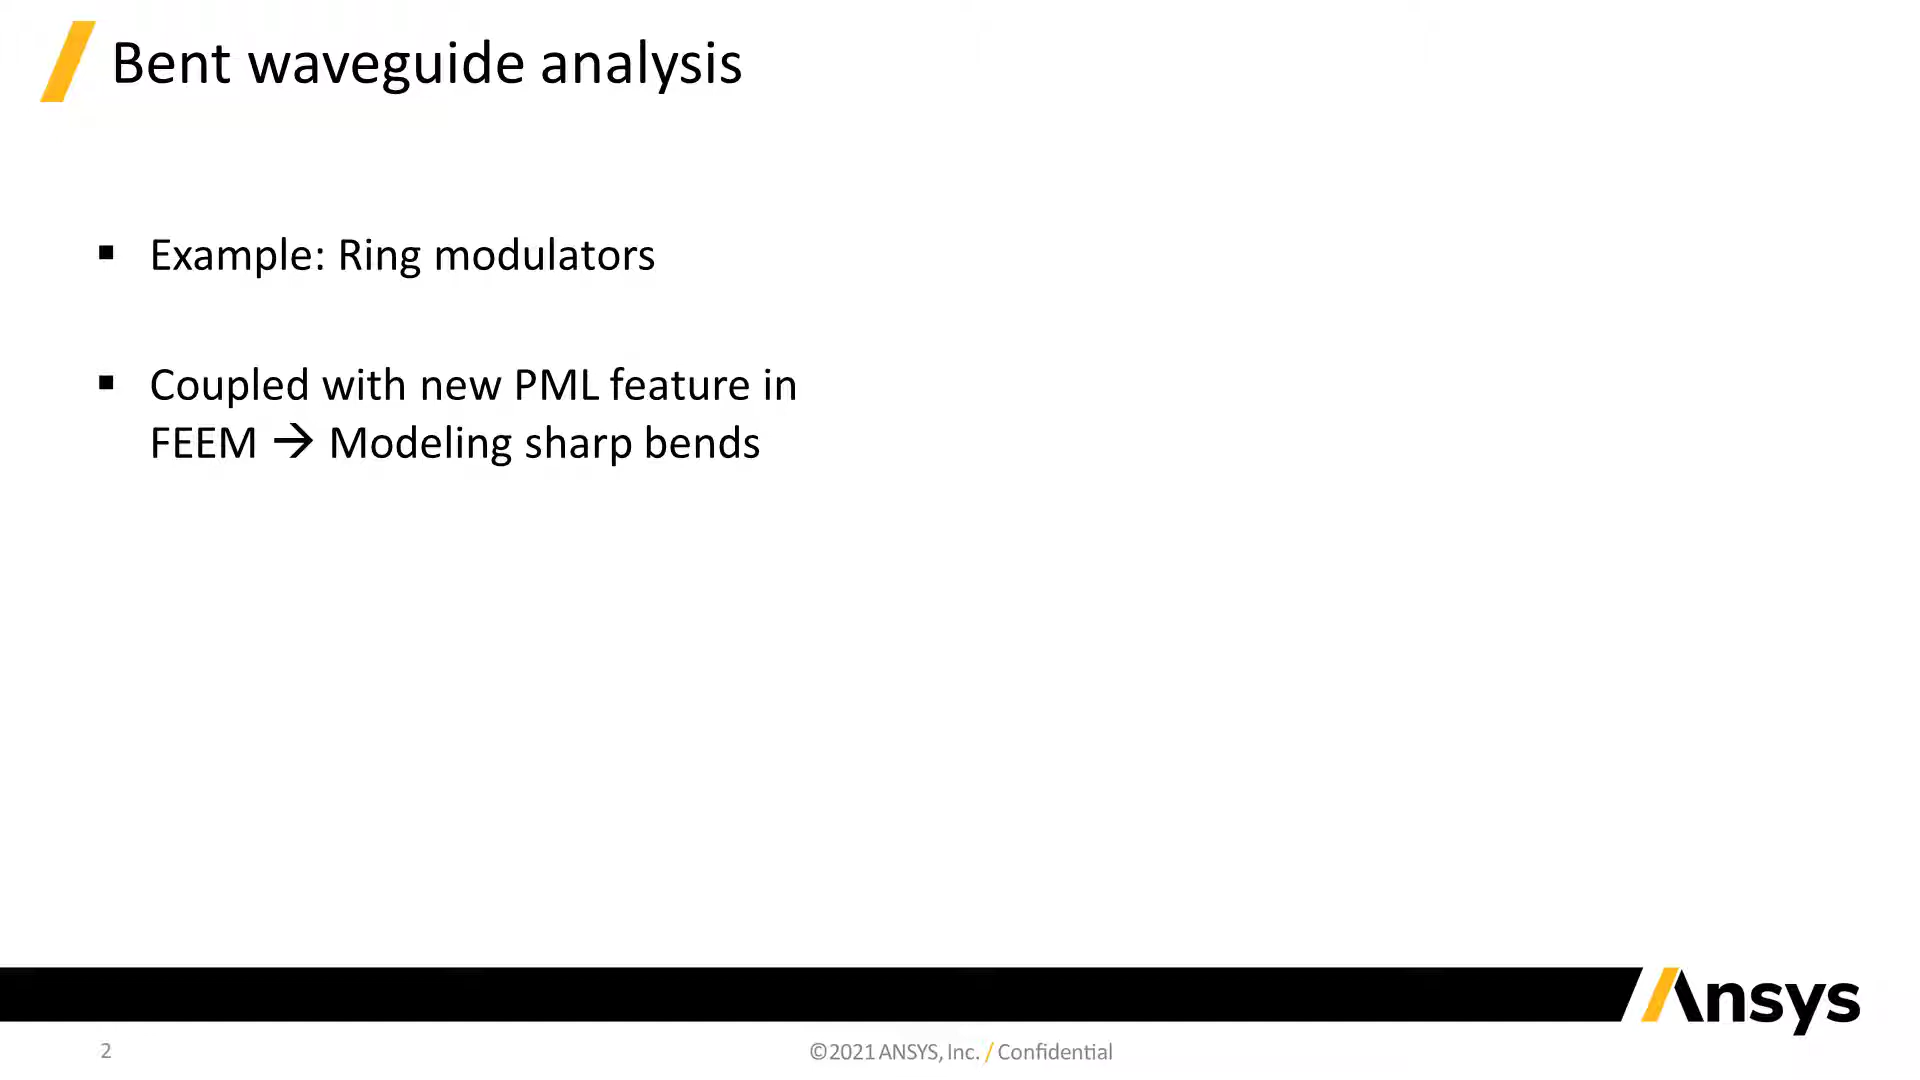 Bent waveguide analysis
▪ Example: Ring modulators
▪ Coupled with new PML feature in
FEEM → Modeling sharp bends
Ansys
2
©2021 ANSYS, Inc. / Confidential